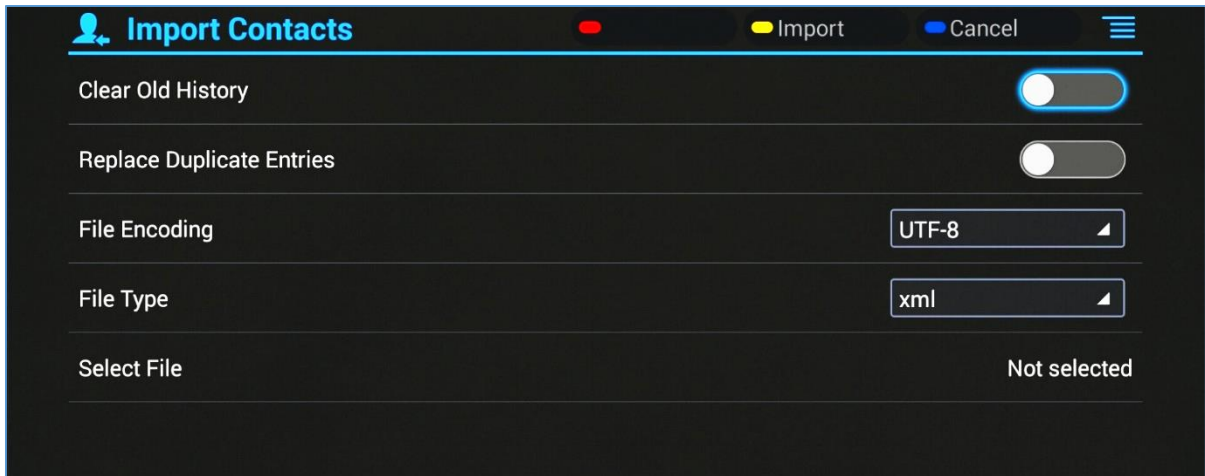 Import Contacts
Import
Cancel
Clear Old History
Replace Duplicate Entries
File Encoding
UTF-8
File Type
xml
Select File
Not selected